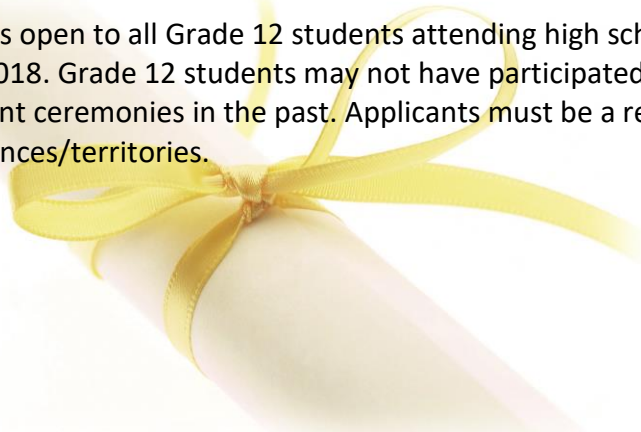 s open to all Grade 12 students attending high sch
018. Grade 12 students may not have participated
nt ceremonies in the past. Applicants must be a re
nces/territories.